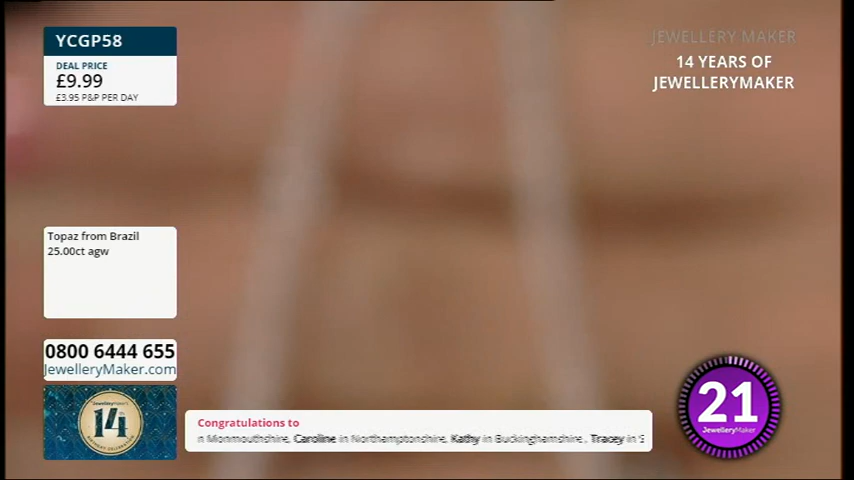 YCGP58
DEAL PRICE
£9.99
£3.95 P&P PER DAY
JEWELLERY MAKER
14 YEARS OF
JEWELLERYMAKER
Topaz from Brazil
25.00ct agw
0800 6444 655
JewelleryMaker.com
14
Congratulations to
n Monmouthshire, Caroline in Northamptonshire, Kathy in Buckinghamshire, Tracey in S
21
JewelleryMaker